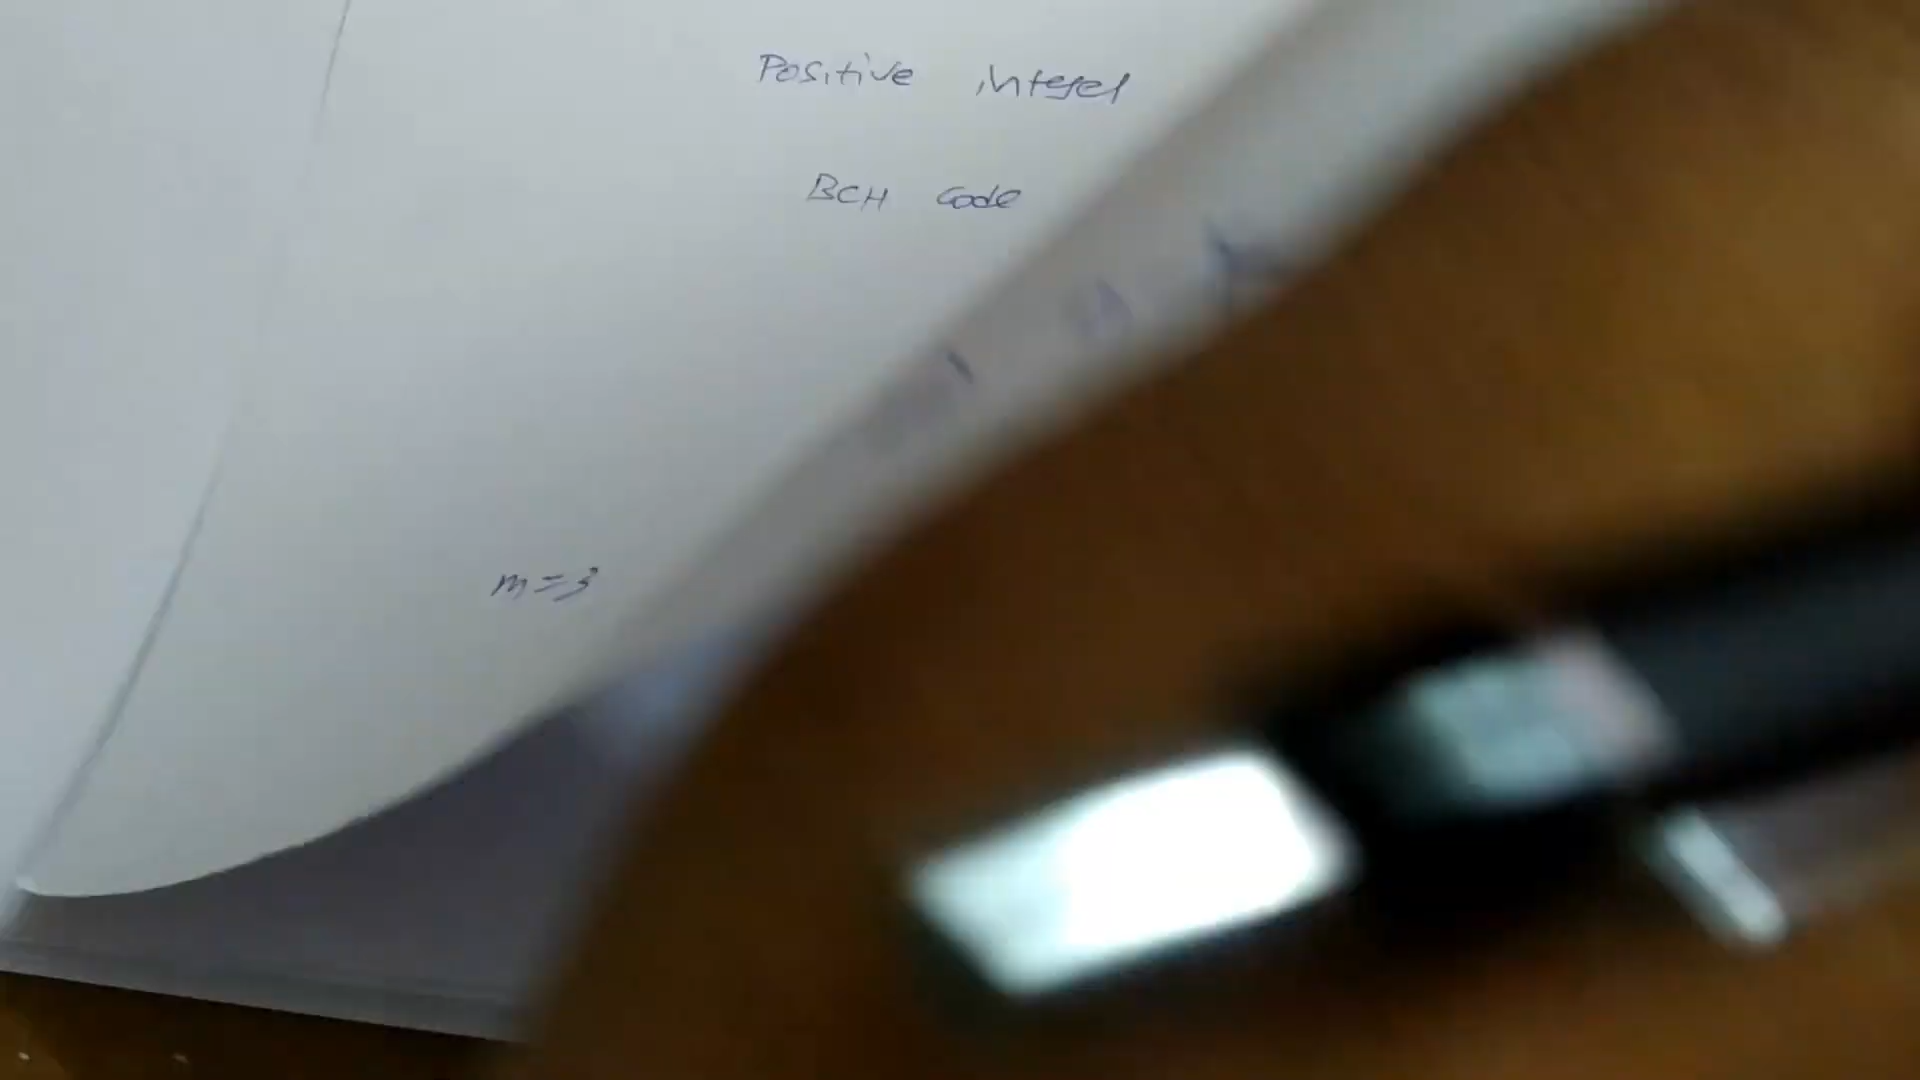 Positive integer
BCH Code
m=3